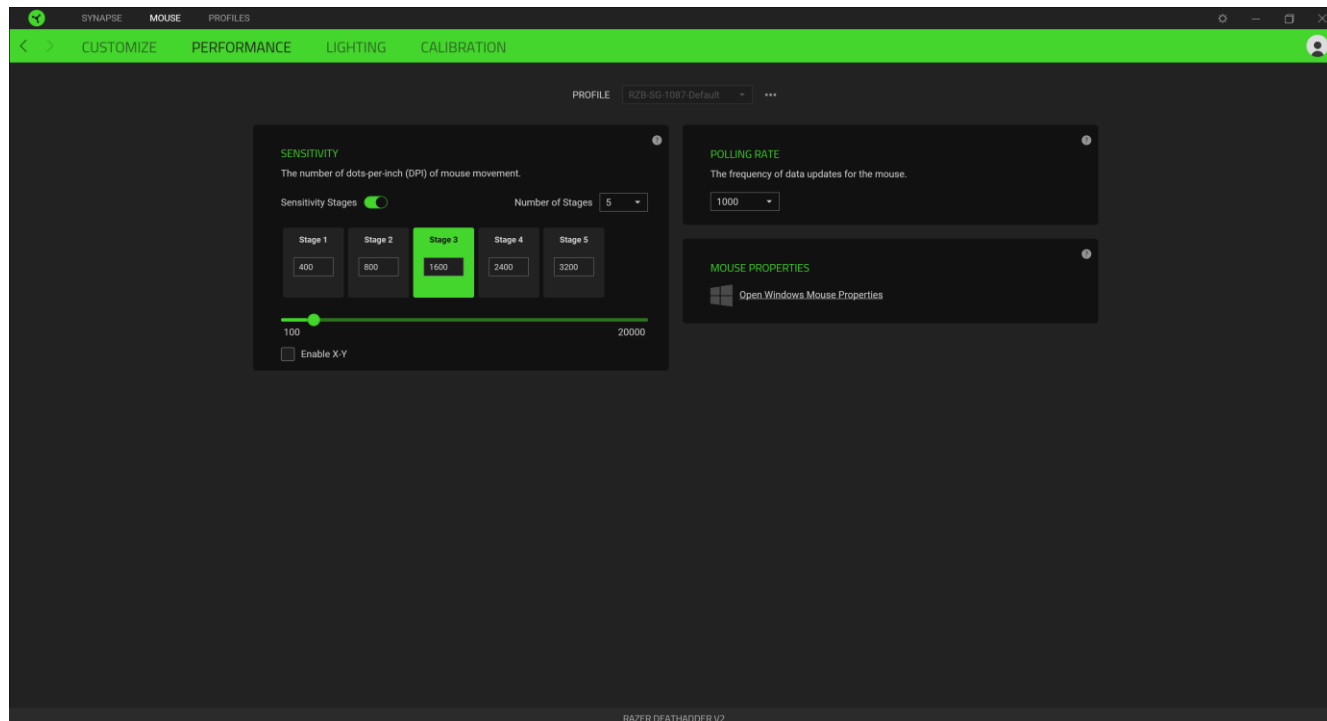 SYNAPSE MOUSE PROFILES
CUSTOMIZE PERFORMANCE LIGHTING CALIBRATION
PROFILE RZB-SG-1087-Default
SENSITIVITY
The number of dots-per-inch (DPI) of mouse movement.
Sensitivity Stages Number of Stages 5
Stage 1 Stage 2 Stage 3 Stage 4 Stage 5
400 800 1600 2400 3200
100 20000
Enable X-Y
POLLING RATE
The frequency of data updates for the mouse.
1000
MOUSE PROPERTIES
Open Windows Mouse Properties
RAZER DEATHADDER V2